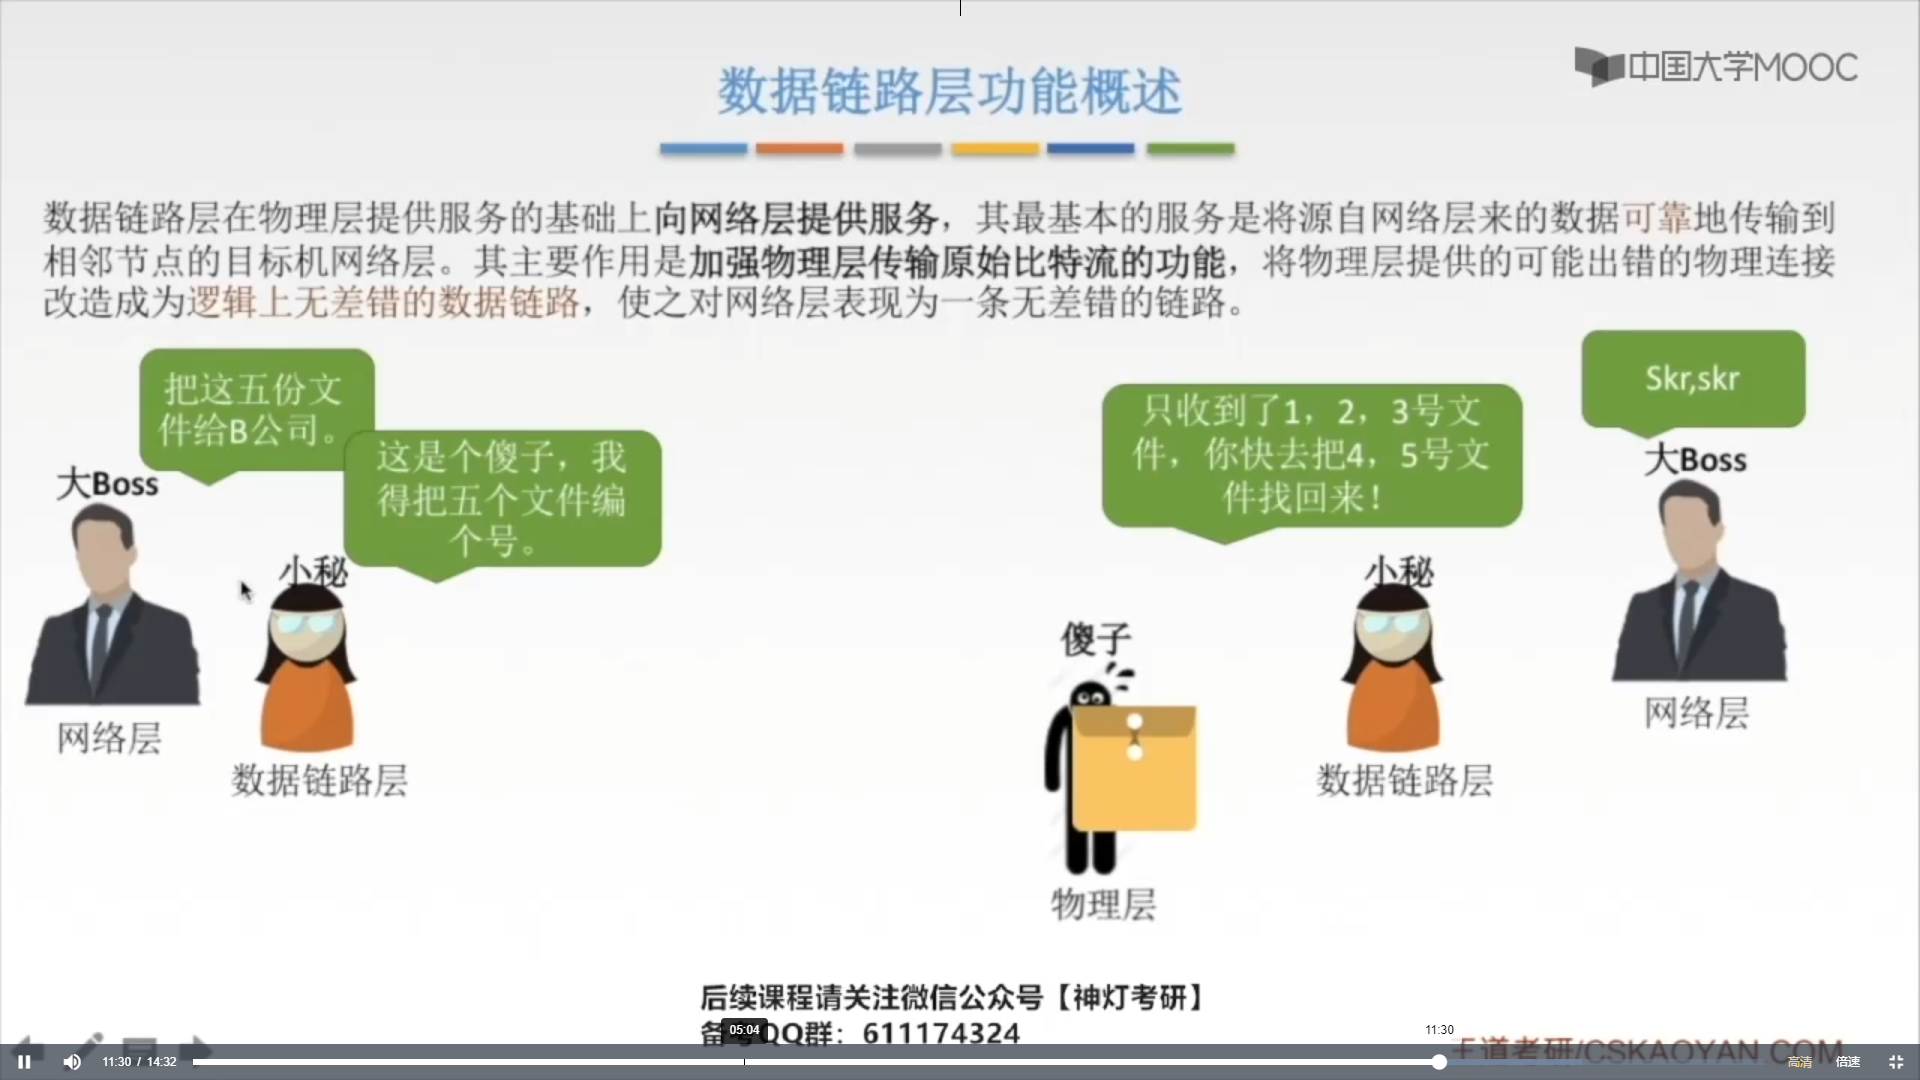 中国大学MOOC
数据链路层功能概述
数据链路层在物理层提供服务的基础上向网络层提供服务，其最基本的服务是将源自网络层来的数据可靠地传输到
相邻节点的目标机网络层。其主要作用是加强物理层传输原始比特流的功能，将物理层提供的可能出错的物理连接
改造成为逻辑上无差错的数据链路，使之对网络层表现为一条无差错的链路。
把这五份文
件给B公司。
这是个傻子，我
得把五个文件编
个号。
大Boss
小秘
网络层
数据链路层
只收到了1，2，3号文
件，你快去把4，5号文
件找回来！
Skr,skr
大Boss
小秘
傻子
网络层
数据链路层
物理层
后续课程请关注微信公众号【神灯考研】
备考QQ群：611174324
05:04
11:30
王道考研/CSKAOYAN.COM
11:30 / 14:32
高清
倍速